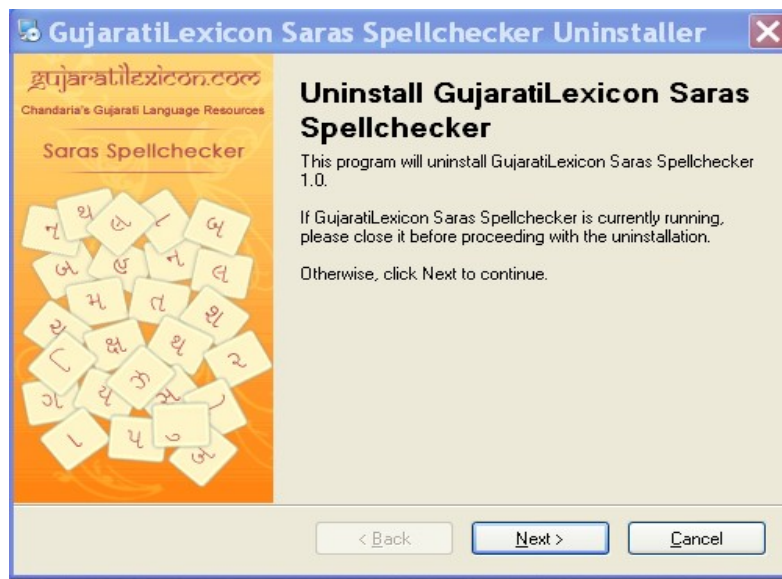 GujaratiLexicon Saras Spellchecker Uninstaller
gujaratilexicon.com
Chandaria's Gujarati Language Resources
Saras Spellchecker
થ
ન
લ
ૃ
બ
હ
ન
લ
મ
ત
શ
ય
ક્ષ
થ
ર
ગ
યે
ઝ
પ
Uninstall GujaratiLexicon Saras
Spellchecker
This program will uninstall GujaratiLexicon Saras Spellchecker
1.0.
If GujaratiLexicon Saras Spellchecker is currently running,
please close it before proceeding with the uninstallation.
Otherwise, click Next to continue.
< Back
Next >
Cancel